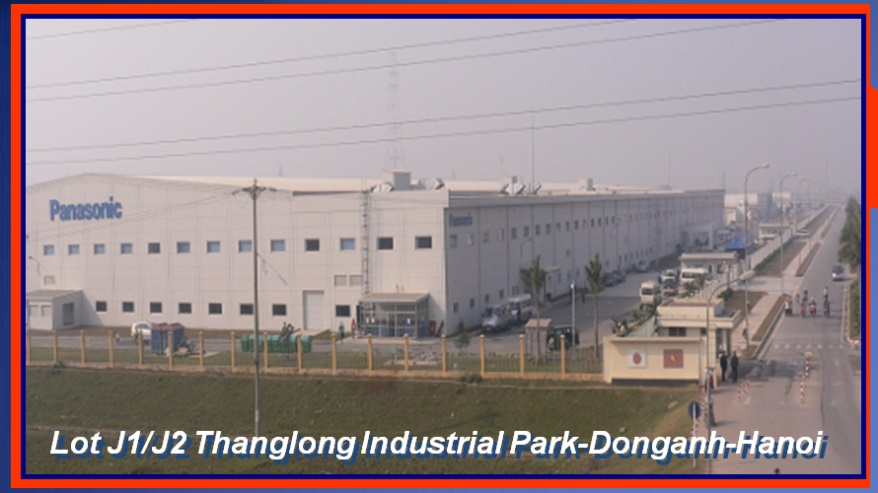 Panasonic
Panasonic
Lot J1/J2 Thanglong Industrial Park-Donganh-Hanoi